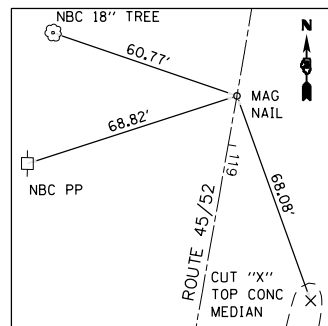 NBC 18" TREE
N
60.77'
MAG
NAIL
68.82'
119
NBC PP
68.08'
ROUTE 45/52
CUT "X"
TOP CONC
MEDIAN